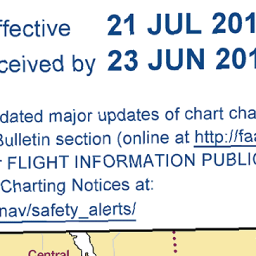 ffective 21 JUL 201
ceived by 23 JUN 201
dated major updates of chart cha
Bulletin section (online at http://faa
FLIGHT INFORMATION PUBLIC
Charting Notices at:
nav/safety_alerts/
Central